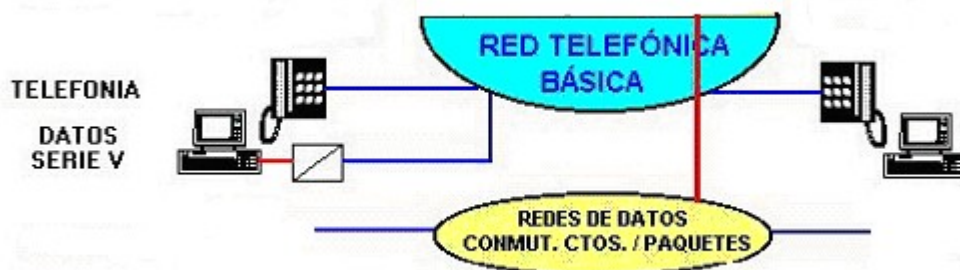 RED TELEFÓNICA
BÁSICA
TELEFONIA
DATOS
SERIE V
REDES DE DATOS
CONMUT. CTOS. / PAQUETES